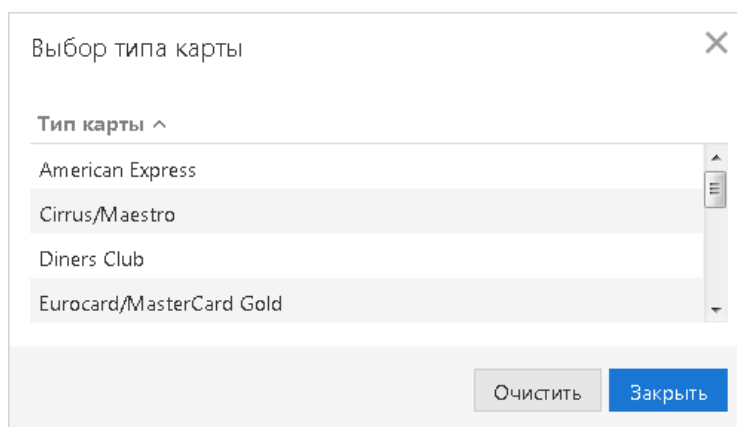 Выбор типа карты
Тип карты
American Express
Cirrus/Maestro
Diners Club
Eurocard/MasterCard Gold
Очистить Закрыть